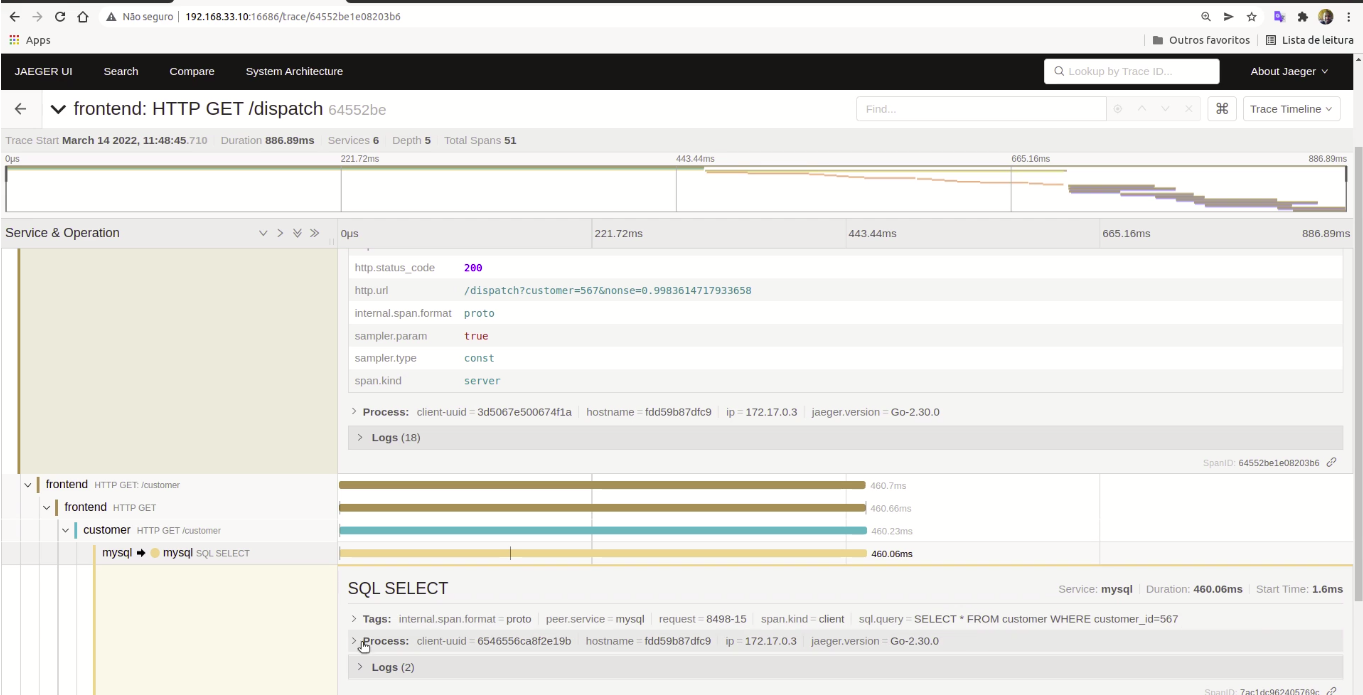 Não seguro | 192.168.33.10:16686/trace/64552be1e08203b6
Apps Outros favoritos Lista de leitura
JAEGER UI Search Compare System Architecture Lookup by Trace ID... About Jaeger
frontend: HTTP GET /dispatch 64552be Find... ⌘ Trace Timeline
Trace Start March 14 2022, 11:48:45.710 Duration 886.89ms Services 6 Depth 5 Total Spans 51
0μs 221.72ms 443.44ms 665.16ms 886.89ms
Service & Operation 0μs 221.72ms 443.44ms 665.16ms 886.89ms
http.status_code 200
http.url /dispatch?customer=567&nonse=0.9983614717933658
internal.span.format proto
sampler.param true
sampler.type const
span.kind server
Process: client-uuid = 3d5067e500674f1a hostname = fdd59b87dfc9 ip = 172.17.0.3 jaeger.version = Go-2.30.0
Logs (18)
SpanID: 64552be1e08203b6
frontend HTTP GET: /customer 460.7ms
frontend HTTP GET 460.66ms
customer HTTP GET /customer 460.23ms
mysql mysql SQL SELECT 460.06ms
SQL SELECT Service: mysql Duration: 460.06ms Start Time: 1.6ms
Tags: internal.span.format = proto peer.service = mysql request = 8498-15 span.kind = client sql.query = SELECT * FROM customer WHERE customer_id=567
Process: client-uuid = 6546556ca8f2e19b hostname = fdd59b87dfc9 ip = 172.17.0.3 jaeger.version = Go-2.30.0
Logs (2)
SpanID: 7ac1dc962405769c